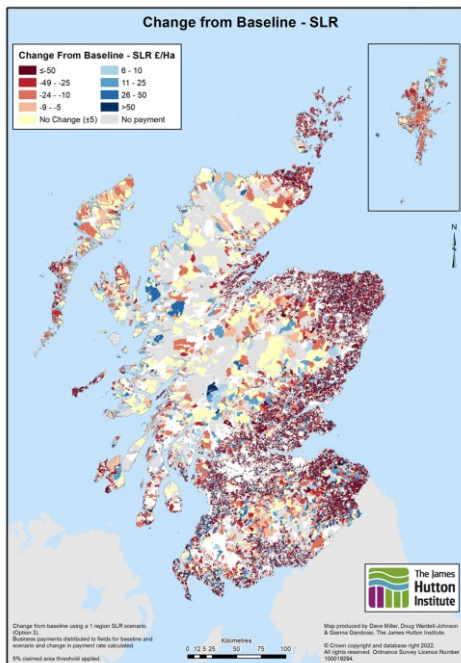 Change from Baseline - SLR
Change From Baseline - SLR £/Ha
≤-50
-49 - -25
-24 - -10
-9 - -5
No Change (±5)
6 - 10
11 - 25
26 - 50
>50
No payment
N
Change from baseline using a 1 region SLR scenario.
(Option 3).
Business payments distributed to fields for baseline and
scenario and change in payment rate calculated.
5% claimed area threshold applied.
Kilometres
0 12.5 25 50 75 100
The James
Hutton
Institute
Map produced by Dave Miller, Doug Wardell-Johnson
& Gianna Gandossi, The James Hutton Institute.
© Crown copyright and database right 2022.
All rights reserved. Ordnance Survey Licence Number
100019294.